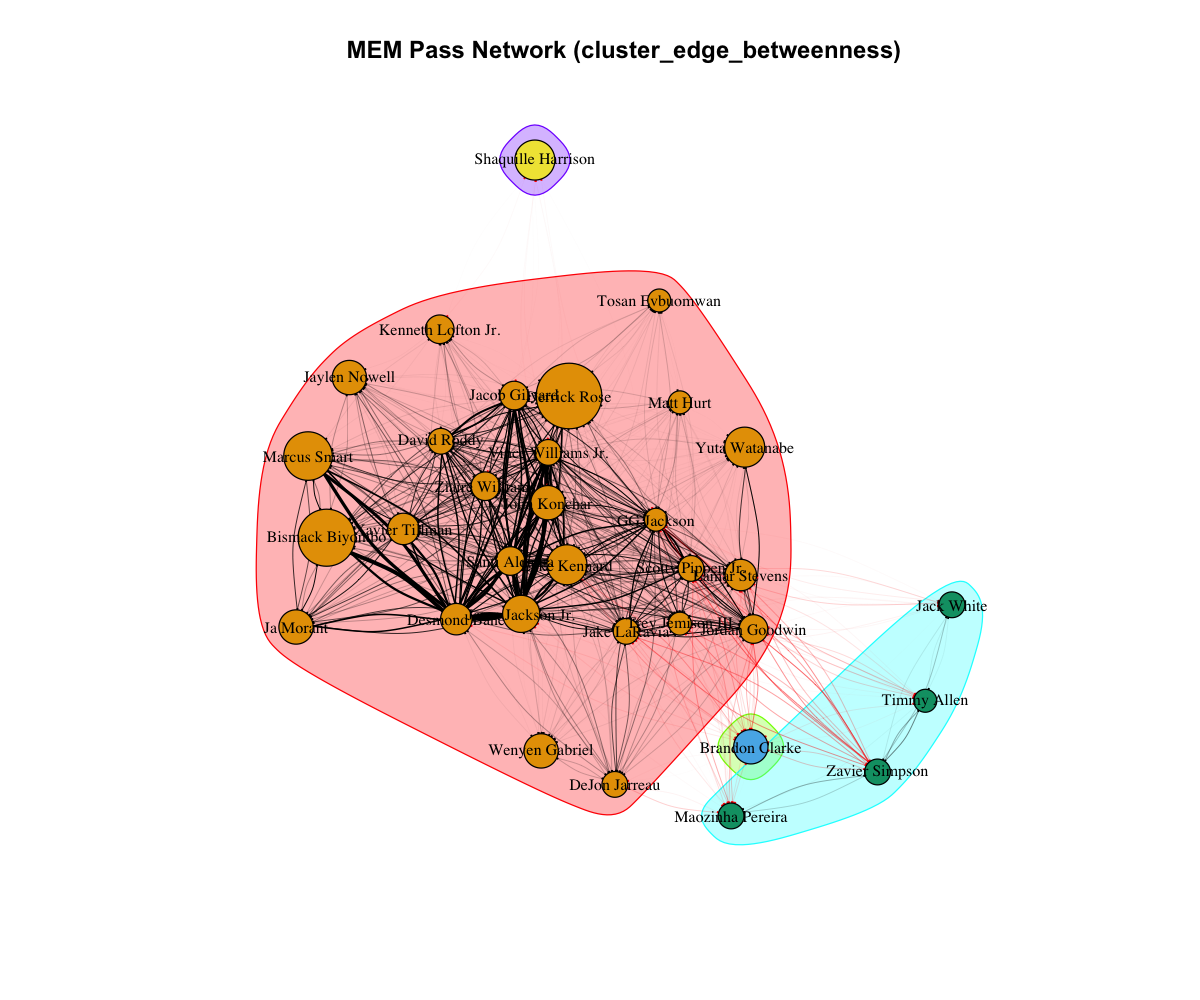 MEM Pass Network (cluster_edge_betweenness)
Shaquille Harrison
Tosan Evbuomwan
Kenneth Lofton Jr.
Jaylen Nowell
Jacob Gilyard
Derrick Rose
Matt Hurt
David Roddy
Yuta Watanabe
Vince Williams Jr.
Marcus Smart
Ziaire Williams
Konchar
GG Jackson
Xavier Tillman
Bismack Biyombo
Santi Aldama
Kennard
Scotty Pippen Jr.
Lamar Stevens
Jack White
Jackson Jr.
Desmond Bane
Ja Morant
Trey Jemison III
Jake LaRavia
Jordan Goodwin
Timmy Allen
Brandon Clarke
Wenyen Gabriel
Zavier Simpson
DeJon Jarreau
Maozinha Pereira